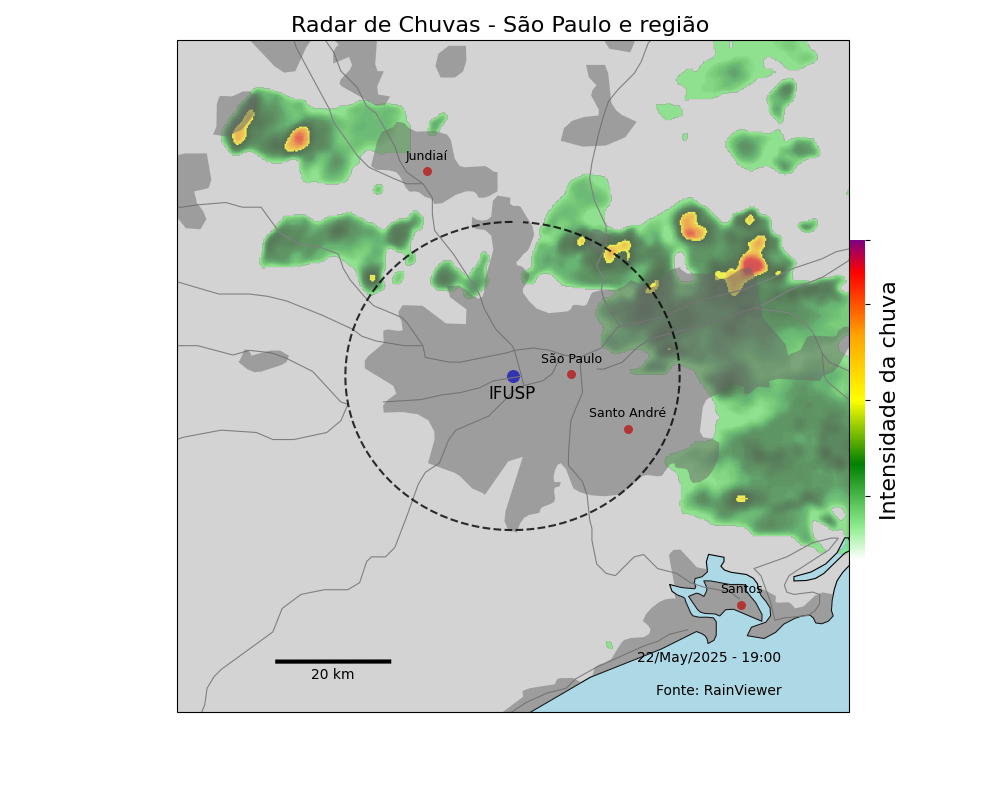 Radar de Chuvas - São Paulo e região
Jundiaí
São Paulo
IFUSP
Santo André
Intensidade da chuva
Santos
22/May/2025 - 19:00
20 km
Fonte: RainViewer